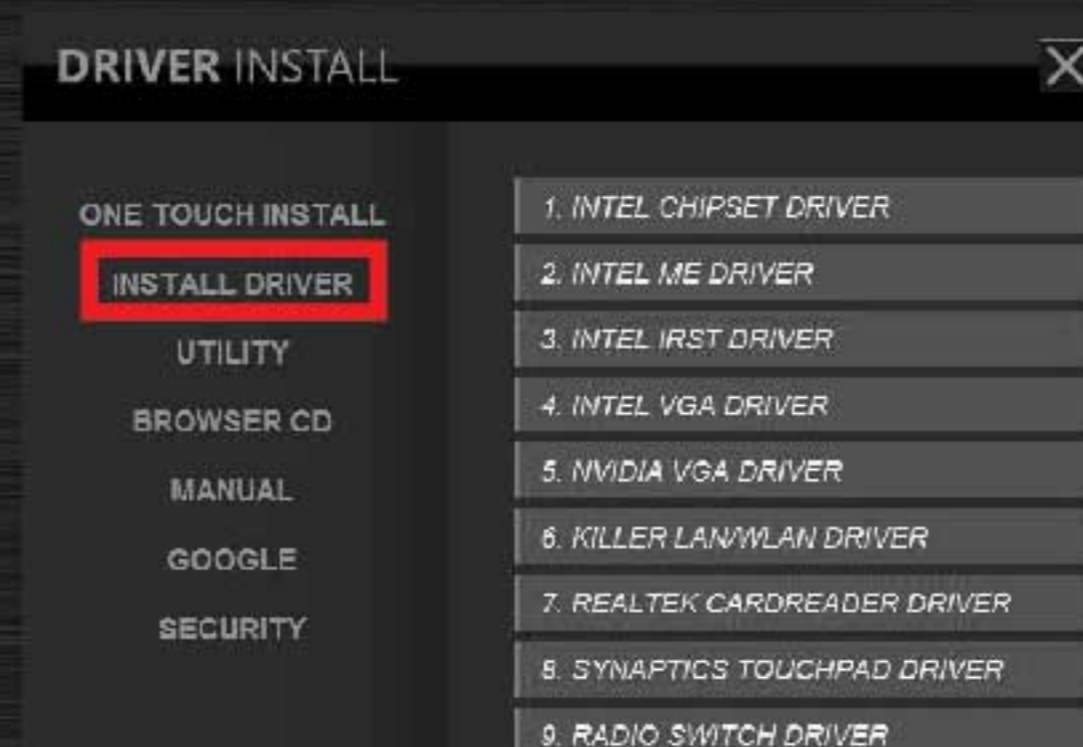 DRIVER INSTALL
ONE TOUCH INSTALL
INSTALL DRIVER
UTILITY
BROWSER CD
MANUAL
GOOGLE
SECURITY
1. INTEL CHIPSET DRIVER
2. INTEL ME DRIVER
3. INTEL IRST DRIVER
4. INTEL VGA DRIVER
5. NVIDIA VGA DRIVER
6. KILLER LAN/WLAN DRIVER
7. REALTEK CARDREADER DRIVER
8. SYNAPTICS TOUCHPAD DRIVER
9. RADIO SWITCH DRIVER